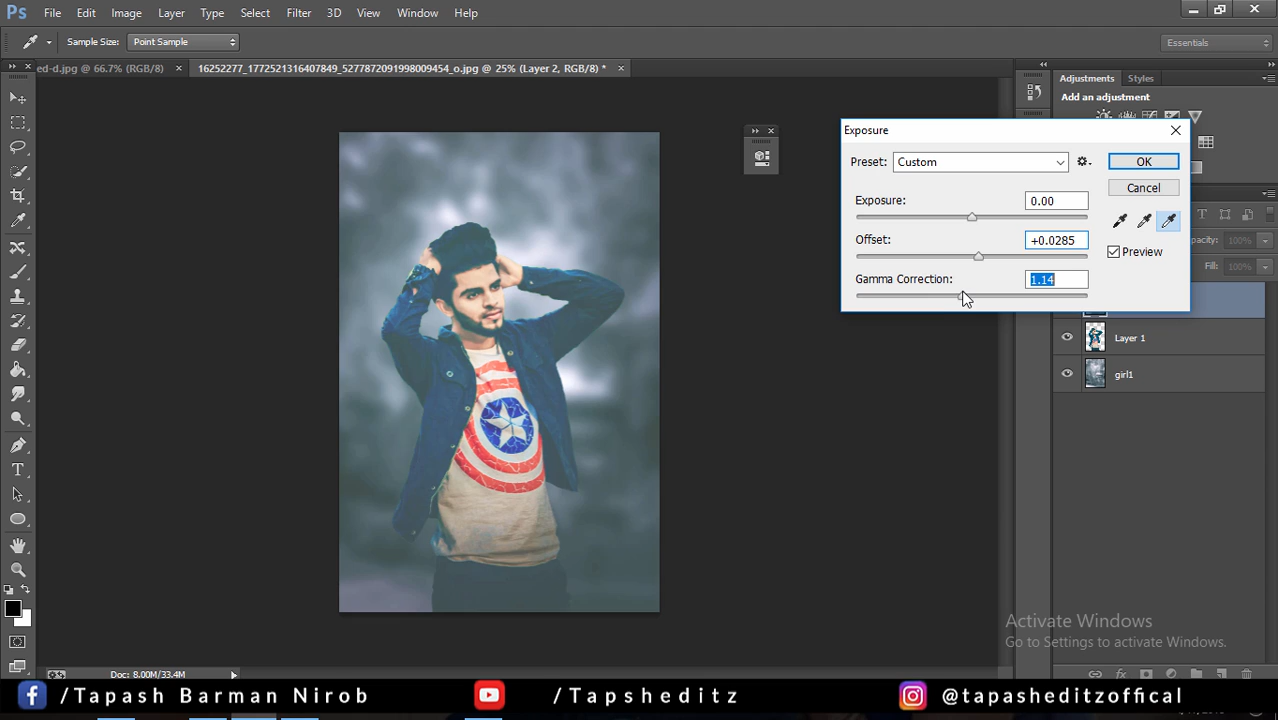 Ps File Edit Image Layer Type Select Filter 3D View Window Help
Sample Size: Point Sample Essentials
ed-d.jpg @ 66.7% (RGB/8) × 16252277_1772521316407849_5277872091998009454_o.jpg @ 25% (Layer 2, RGB/8) * ×
Adjustments Styles
Add an adjustment
Exposure
Preset: Custom OK
Cancel
Exposure: 0.00
Offset: +0.0285
Preview
Gamma Correction: 1.14
Opacity: 100%
Fill: 100%
Layer 1
girl1
Activate Windows
Go to Settings to activate Windows.
Doc: 8.00M/33.4M
/Tapash Barman Nirob /Tapsheditz @tapasheditzoffical